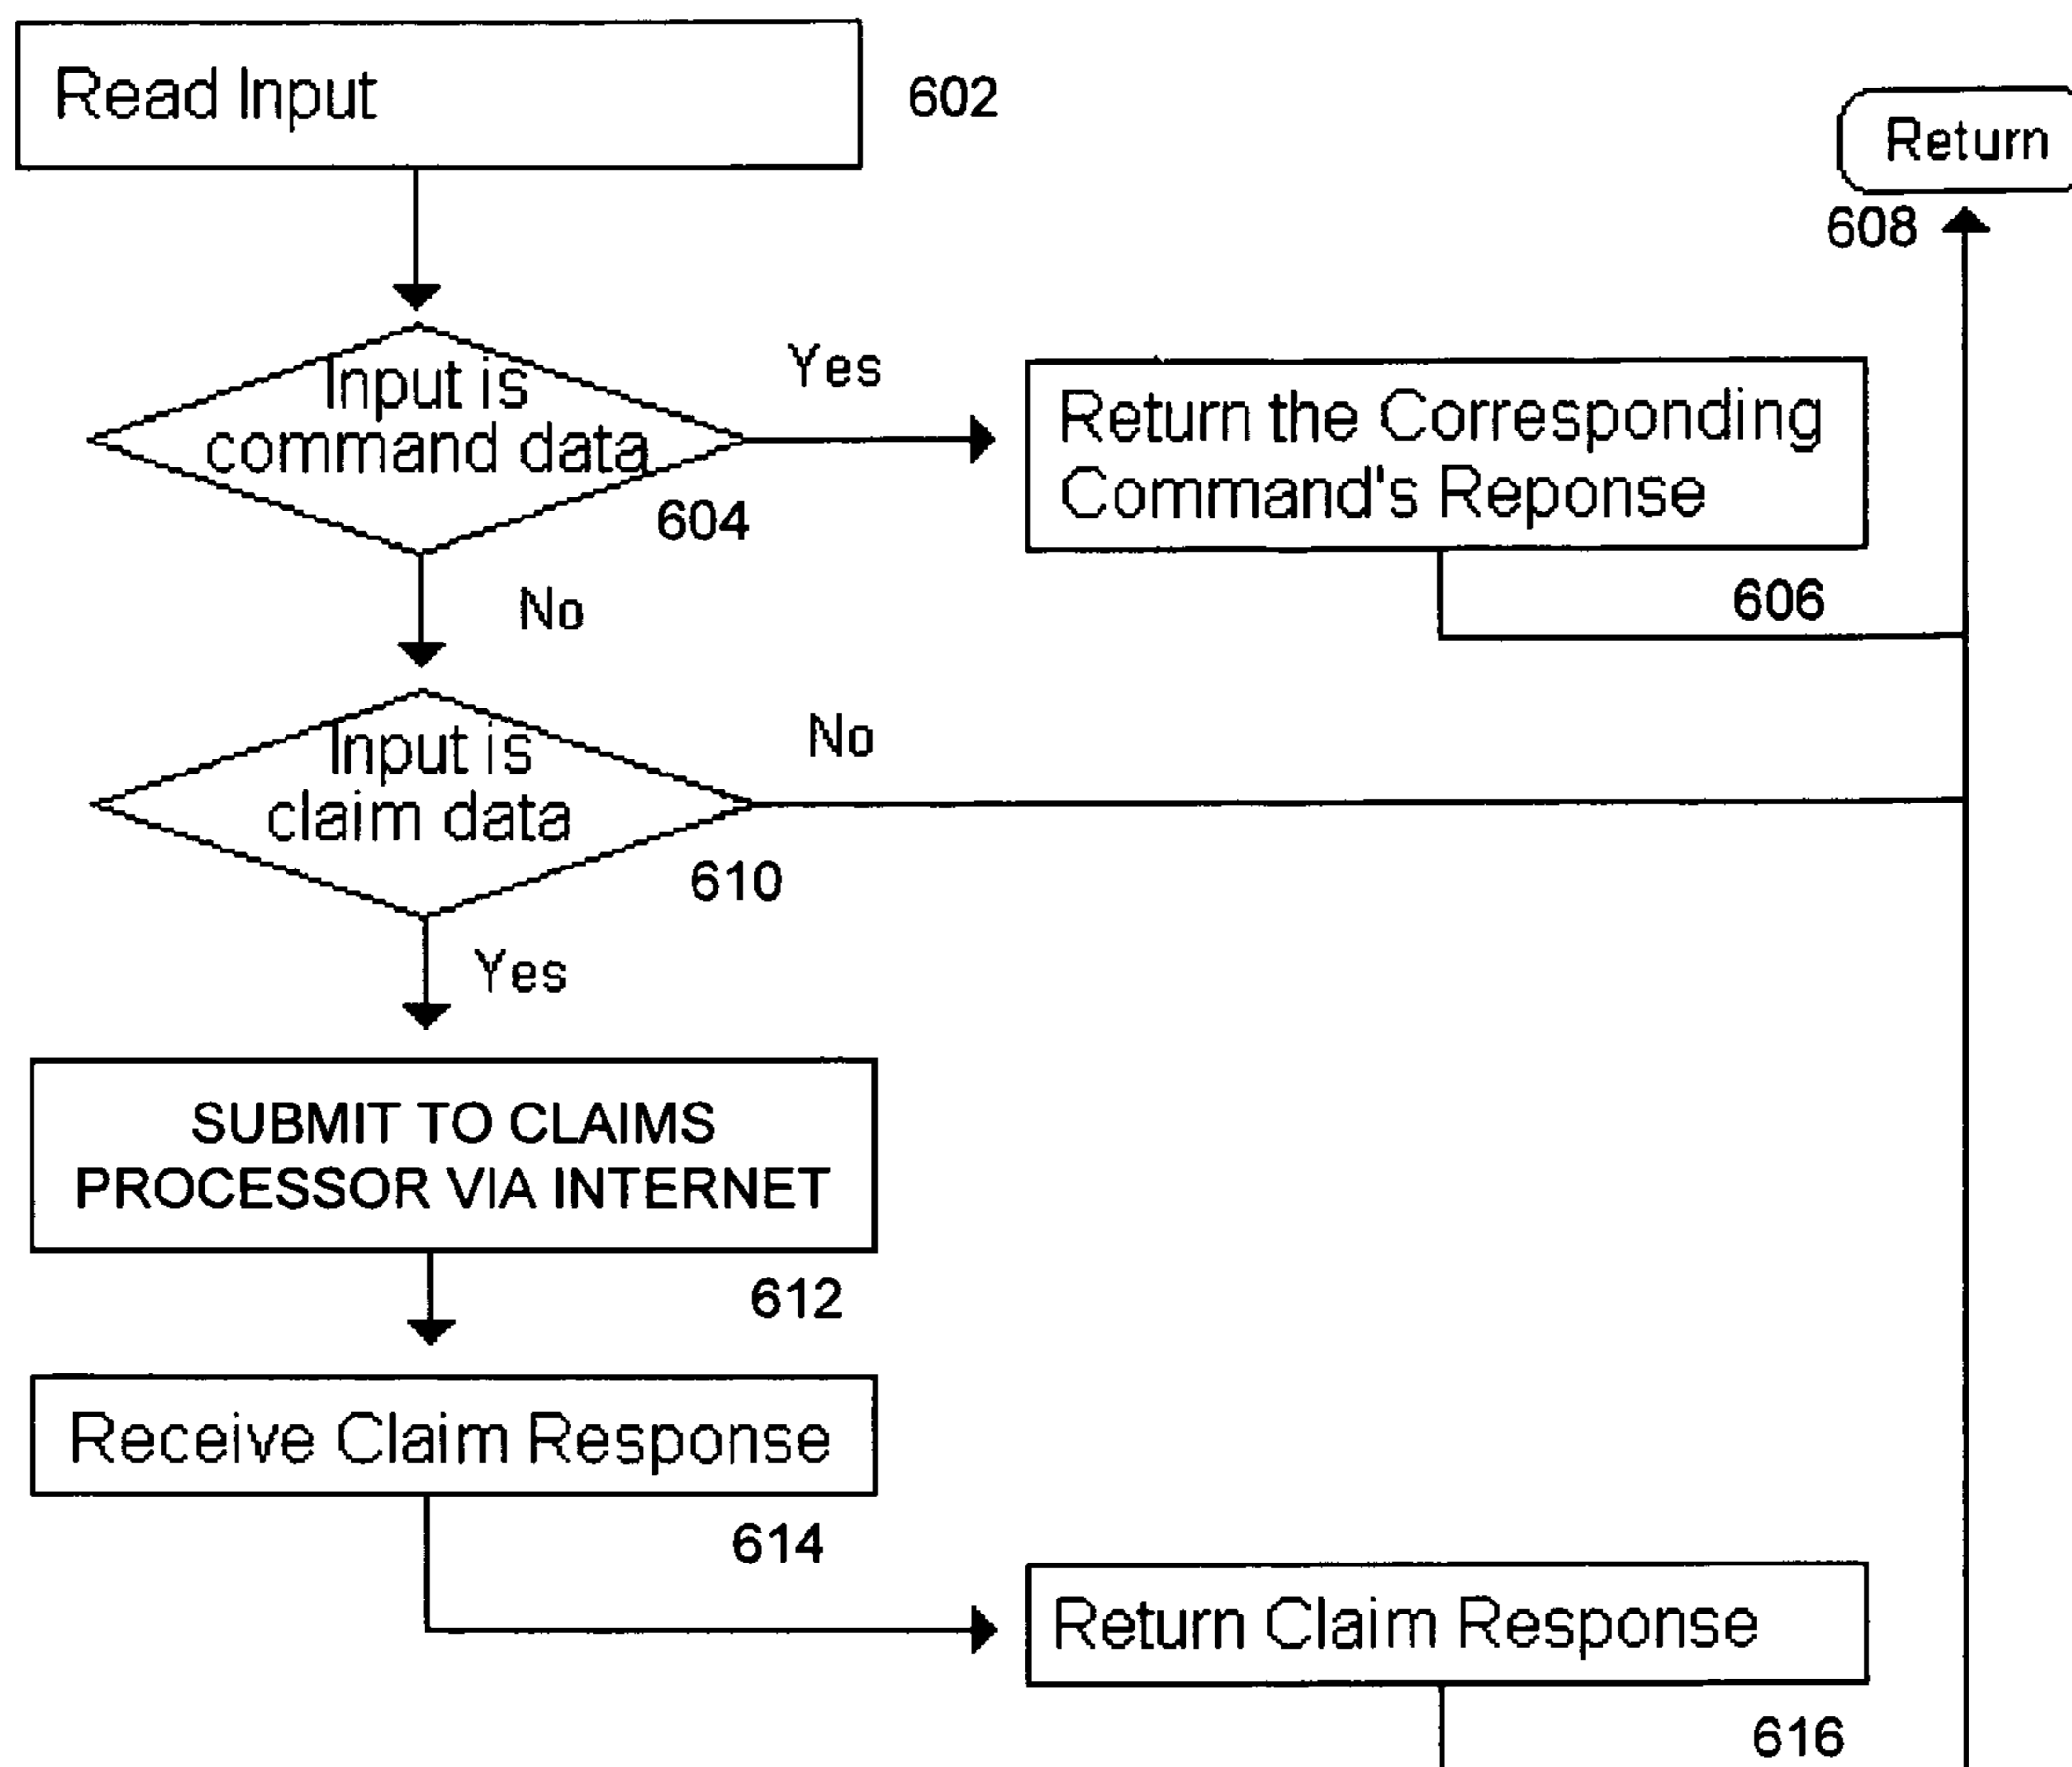 Read Input
602
Return
608
Input is
command data
604
Yes
Return the Corresponding
Command's Reponse
606
No
Input is
claim data
610
No
Yes
SUBMIT TO CLAIMS
PROCESSOR VIA INTERNET
612
Receive Claim Response
614
Return Claim Response
616